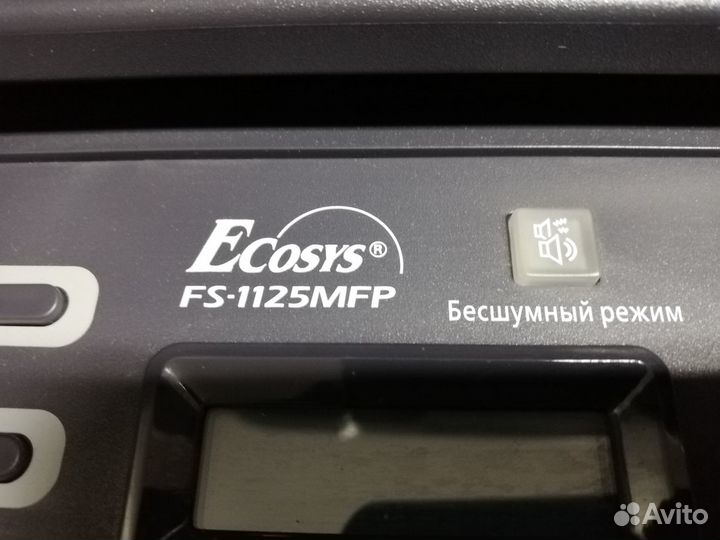 ECOSYS®
FS-1125MFP
Бесшумный режим
Avito